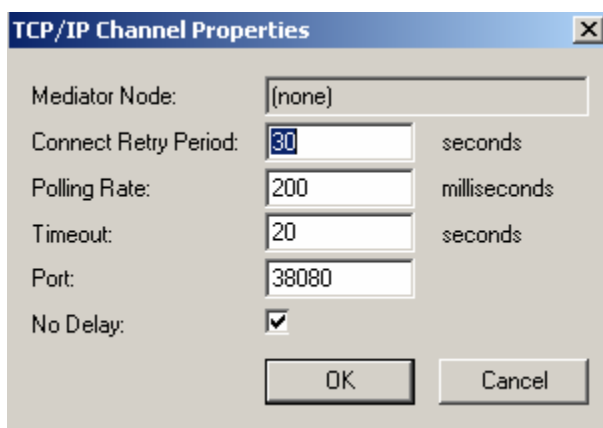 TCP/IP Channel Properties
Mediator Node: (none)
Connect Retry Period: 30 seconds
Polling Rate: 200 milliseconds
Timeout: 20 seconds
Port: 38080
No Delay:
OK Cancel